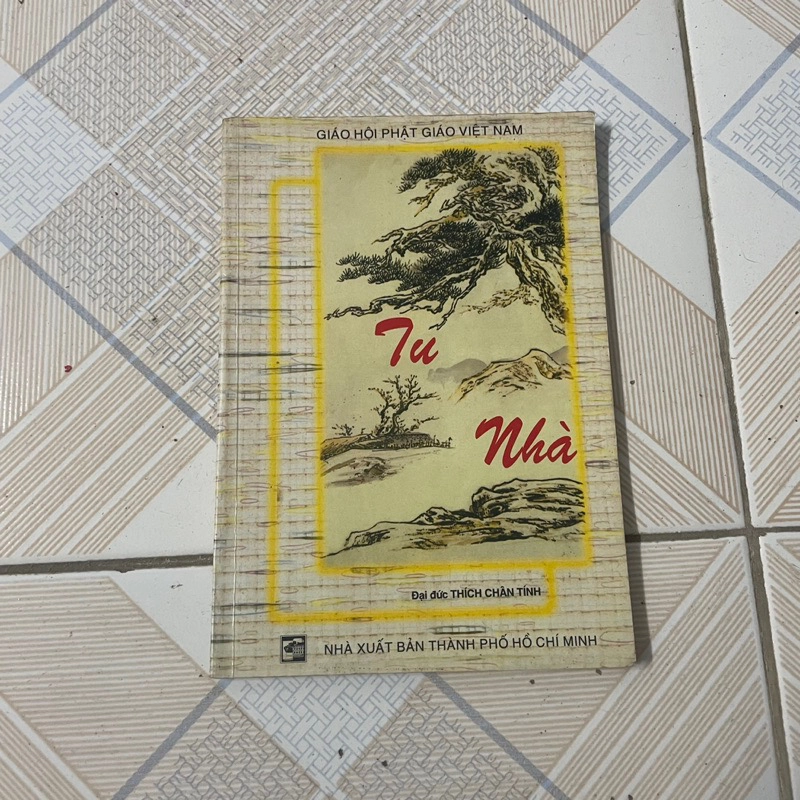 GIÁO HỘI PHẬT GIÁO VIỆT NAM
Tu
Nhà
Đại đức THÍCH CHÂN TÍNH
NHÀ XUẤT BẢN THÀNH PHỐ HỒ CHÍ MINH